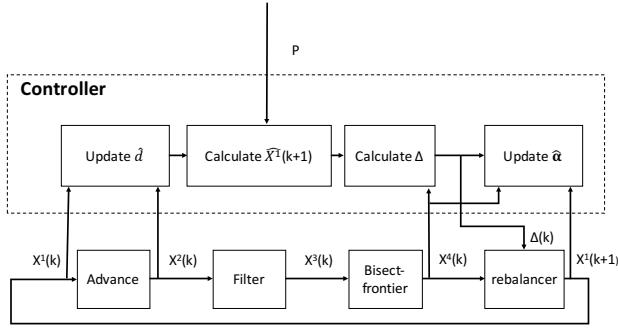 P
Controller
Update d̂
Calculate X̂¹(k+1)
Calculate Δ
Update α̂
Δ(k)
X¹(k)
X²(k)
X³(k)
X⁴(k)
X¹(k+1)
Advance
Filter
Bisect-
frontier
rebalancer